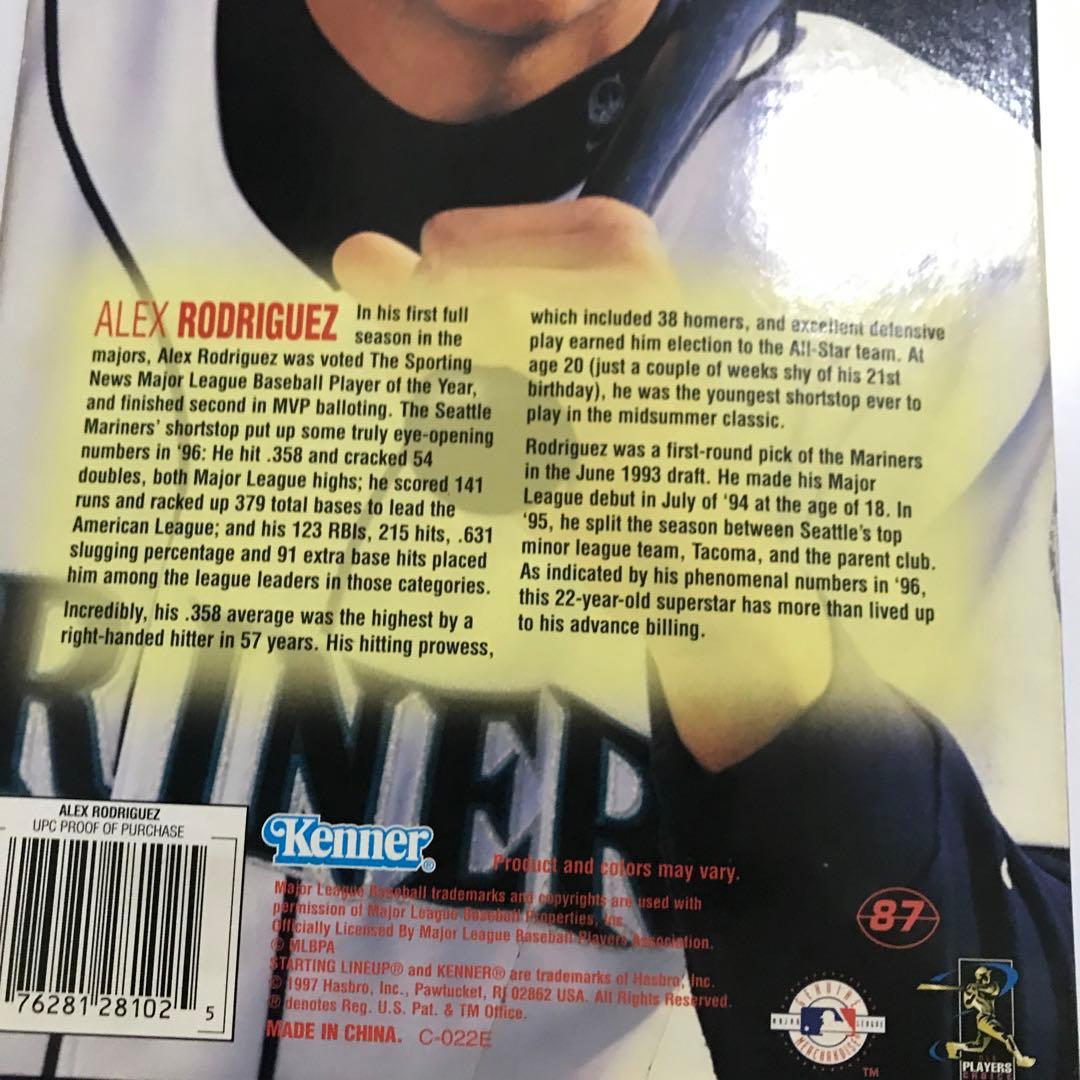 ALEX RODRIGUEZ In his first full
season in the
majors, Alex Rodriguez was voted The Sporting
News Major League Baseball Player of the Year,
and finished second in MVP balloting. The Seattle
Mariners' shortstop put up some truly eye-opening
numbers in '96: He hit .358 and cracked 54
doubles, both Major League highs; he scored 141
runs and racked up 379 total bases to lead the
American League; and his 123 RBIs, 215 hits, .631
slugging percentage and 91 extra base hits placed
him among the league leaders in those categories.
Incredibly, his .358 average was the highest by a
right-handed hitter in 57 years. His hitting prowess,
which included 38 homers, and excellent defensive
play earned him election to the All-Star team. At
age 20 (just a couple of weeks shy of his 21st
birthday), he was the youngest shortstop ever to
play in the midsummer classic.
Rodriguez was a first-round pick of the Mariners
in the June 1993 draft. He made his Major
League debut in July of '94 at the age of 18. In
'95, he split the season between Seattle's top
minor league team, Tacoma, and the parent club.
As indicated by his phenomenal numbers in '96,
this 22-year-old superstar has more than lived up
to his advance billing.
RINER
ALEX RODRIGUEZ
UPC PROOF OF PURCHASE
76281 28102 5
Kenner®
Product and colors may vary.
Major League Baseball trademarks and copyrights are used with
permission of Major League Baseball Properties, Inc.
Officially Licensed By Major League Baseball Players Association.
© MLBPA
STARTING LINEUP® and KENNER® are trademarks of Hasbro, Inc.
© 1997 Hasbro, Inc., Pawtucket, RI 02862 USA. All Rights Reserved.
® denotes Reg. U.S. Pat. & TM Office.
MADE IN CHINA. C-022E
87
GENUINE
MAJOR LEAGUE
MERCHANDISE
TM
PLAYERS
CHOICE